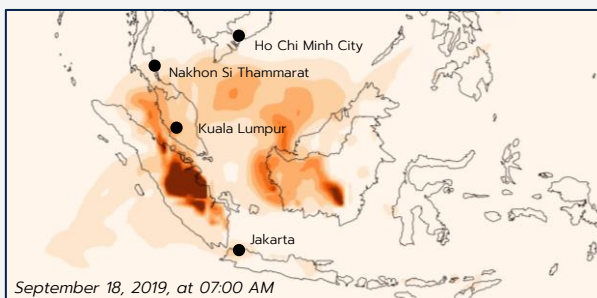 Ho Chi Minh City
Nakhon Si Thammarat
Kuala Lumpur
Jakarta
September 18, 2019, at 07:00 AM